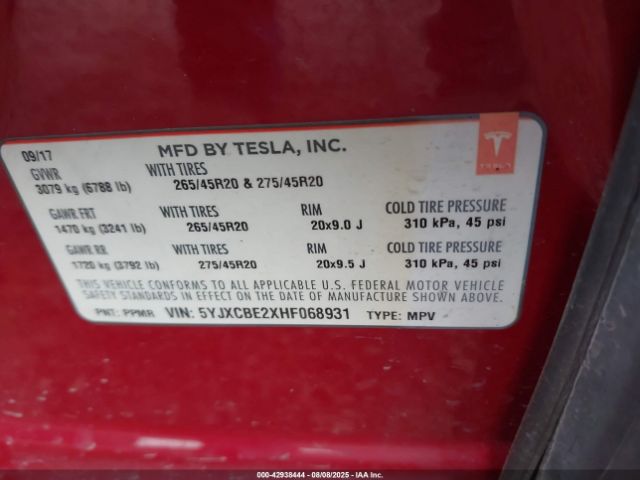 MFD BY TESLA, INC.
TESLA
09/17
GVWR
3079 kg (6788 lb)
WITH TIRES
265/45R20 & 275/45R20
GAWR FRT
1470 kg (3241 lb)
WITH TIRES
265/45R20
RIM
20x9.0 J
COLD TIRE PRESSURE
310 kPa, 45 psi
GAWR RR
1720 kg (3792 lb)
WITH TIRES
275/45R20
RIM
20x9.5 J
COLD TIRE PRESSURE
310 kPa, 45 psi
THIS VEHICLE CONFORMS TO ALL APPLICABLE U.S. FEDERAL MOTOR VEHICLE
SAFETY STANDARDS IN EFFECT ON THE DATE OF MANUFACTURE SHOWN ABOVE.
PNT: PPMR VIN: 5YJXCBE2XHF068931 TYPE: MPV
000-42938444 - 08/08/2025 - IAA Inc.